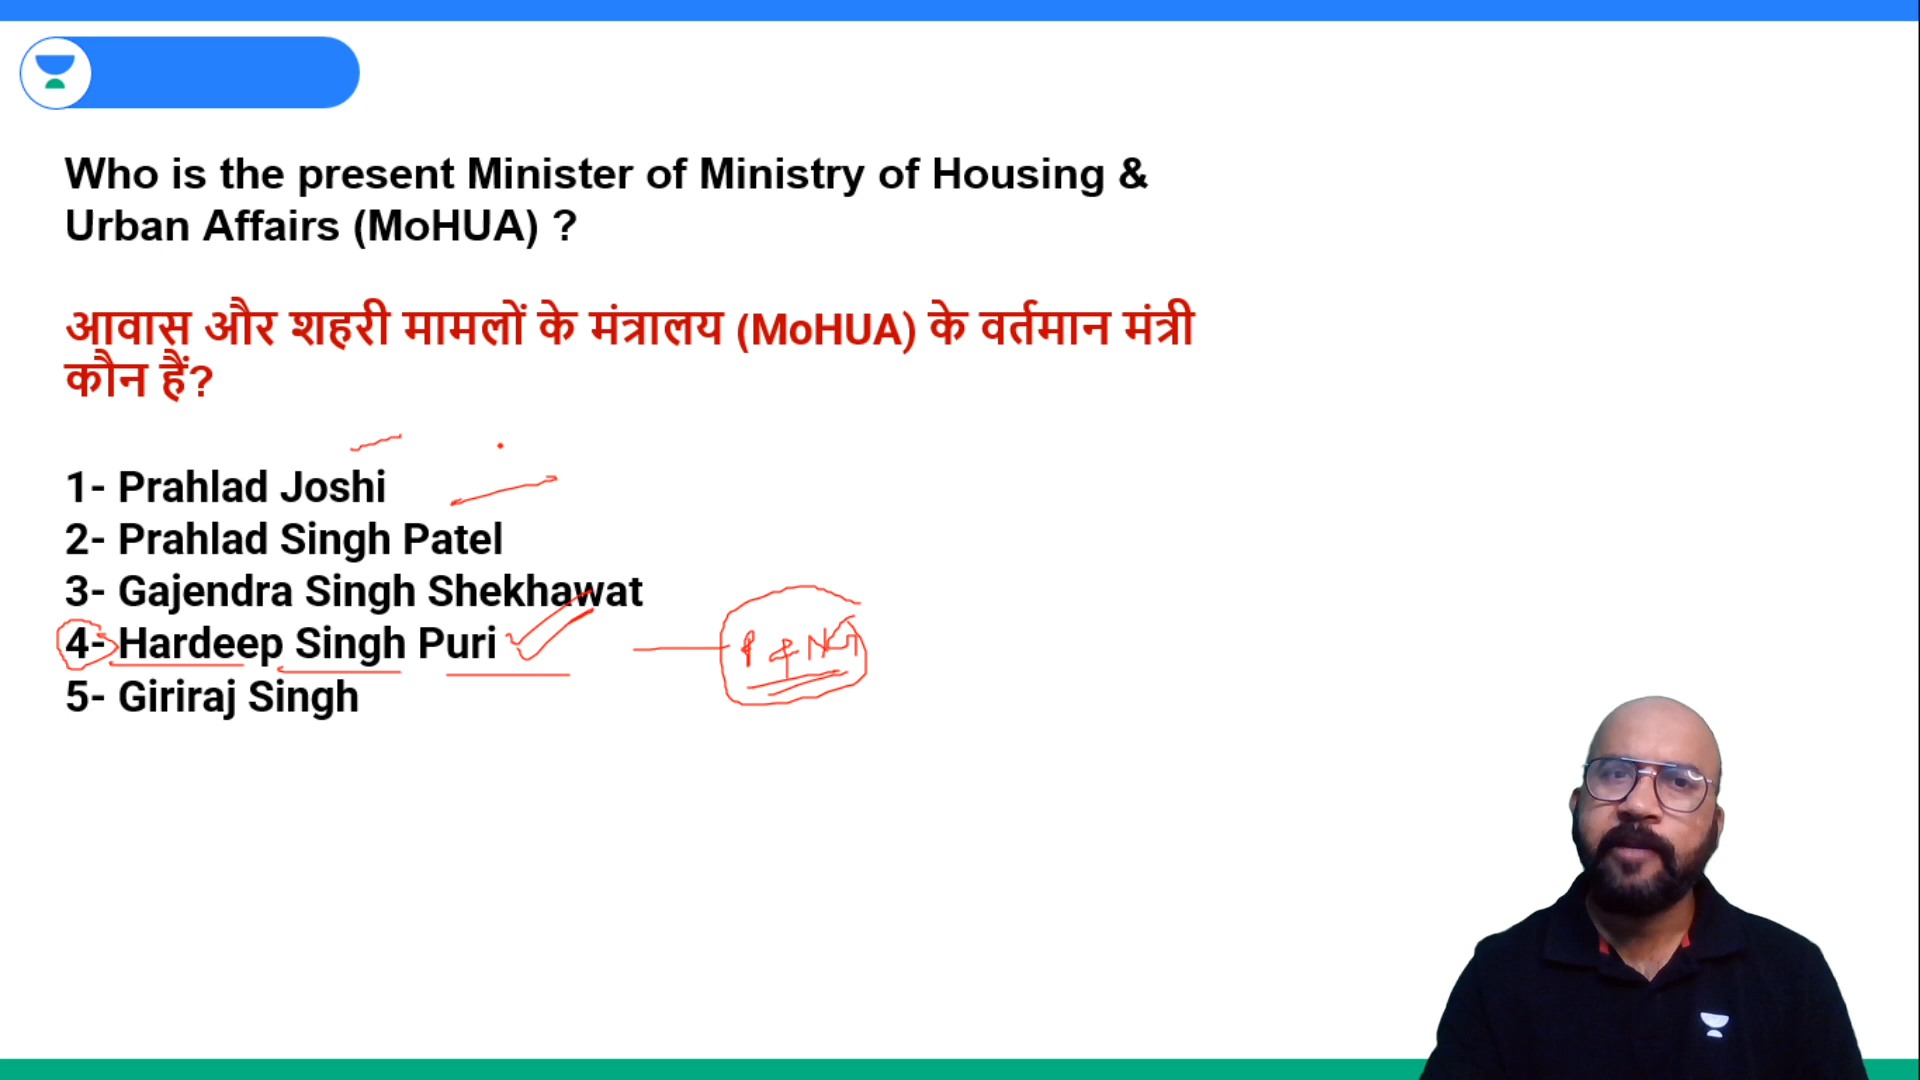 Who is the present Minister of Ministry of Housing &
Urban Affairs (MoHUA) ?
आवास और शहरी मामलों के मंत्रालय (MoHUA) के वर्तमान मंत्री
कौन हैं?
1- Prahlad Joshi
2- Prahlad Singh Patel
3- Gajendra Singh Shekhawat
4- Hardeep Singh Puri
P & NG
5- Giriraj Singh